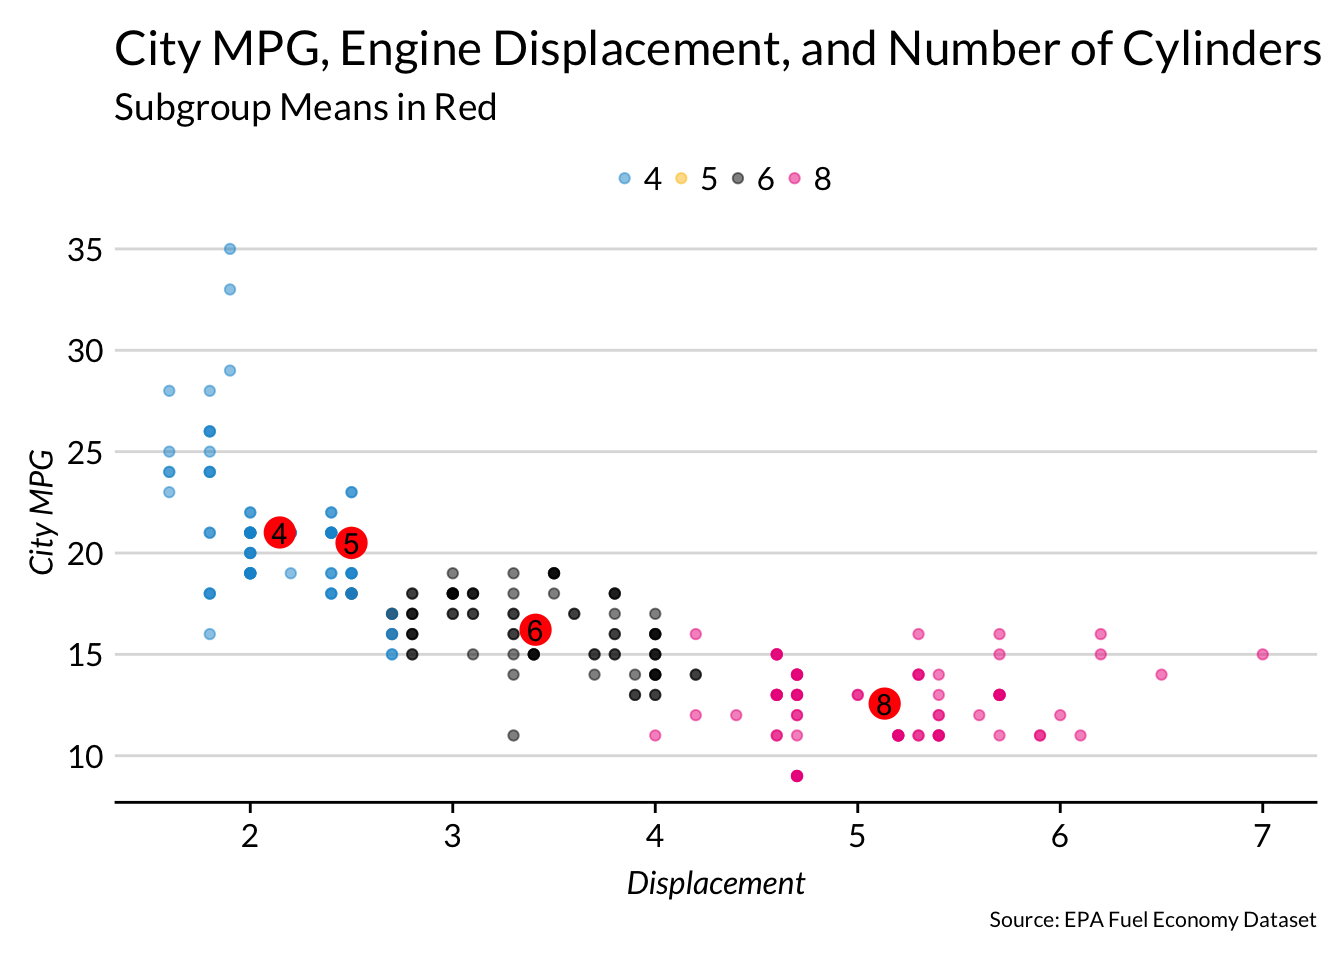 City MPG, Engine Displacement, and Number of Cylinders
Subgroup Means in Red
4 5 6 8
35
30
25
20
15
10
City MPG
4
5
6
8
2 3 4 5 6 7
Displacement
Source: EPA Fuel Economy Dataset